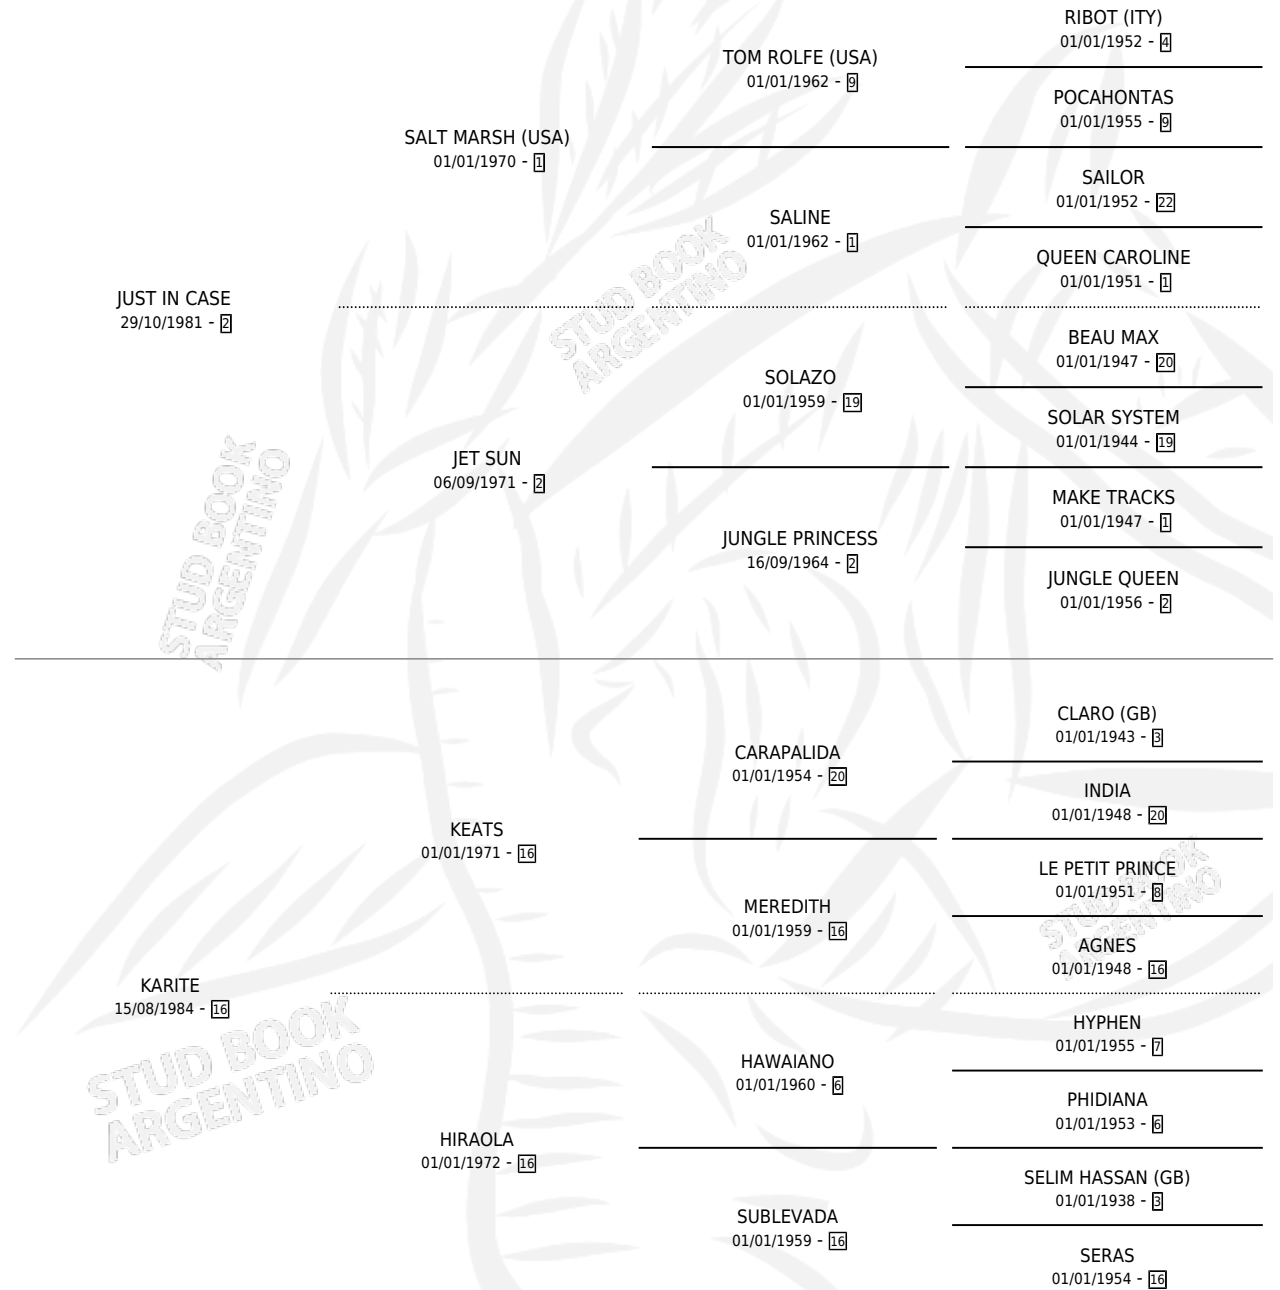 RIBOT (ITY)
01/01/1952 - 4
TOM ROLFE (USA)
01/01/1962 - 9
POCAHONTAS
01/01/1955 - 9
SALT MARSH (USA)
01/01/1970 - 1
SAILOR
01/01/1952 - 22
SALINE
01/01/1962 - 1
QUEEN CAROLINE
01/01/1951 - 1
JUST IN CASE
29/10/1981 - 2
BEAU MAX
01/01/1947 - 20
SOLAZO
01/01/1959 - 19
SOLAR SYSTEM
01/01/1944 - 19
JET SUN
06/09/1971 - 2
MAKE TRACKS
01/01/1947 - 1
JUNGLE PRINCESS
16/09/1964 - 2
JUNGLE QUEEN
01/01/1956 - 2
CLARO (GB)
01/01/1943 - 3
CARAPALIDA
01/01/1954 - 20
INDIA
01/01/1948 - 20
KEATS
01/01/1971 - 16
LE PETIT PRINCE
01/01/1951 - 8
MEREDITH
01/01/1959 - 16
AGNES
01/01/1948 - 16
KARITE
15/08/1984 - 16
HYPHEN
01/01/1955 - 7
HAWAIANO
01/01/1960 - 6
PHIDIANA
01/01/1953 - 6
HIRAOLA
01/01/1972 - 16
SELIM HASSAN (GB)
01/01/1938 - 3
SUBLEVADA
01/01/1959 - 16
SERAS
01/01/1954 - 16
STUD BOOK
ARGENTINO
STUD BOOK
ARGENTINO
STUD BOOK
ARGENTINO
STUD BOOK
ARGENTINO